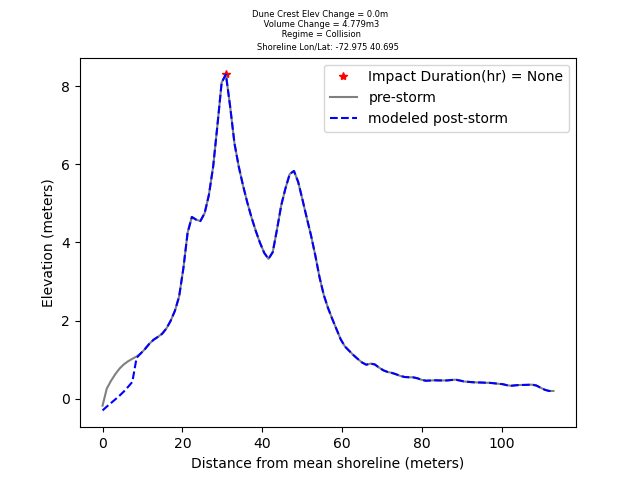 Dune Crest Elev Change = 0.0m
Volume Change = 4.779m3
Regime = Collision
Shoreline Lon/Lat: -72.975 40.695
Impact Duration(hr) = None
pre-storm
modeled post-storm
Elevation (meters)
8
6
4
2
0
0 20 40 60 80 100
Distance from mean shoreline (meters)